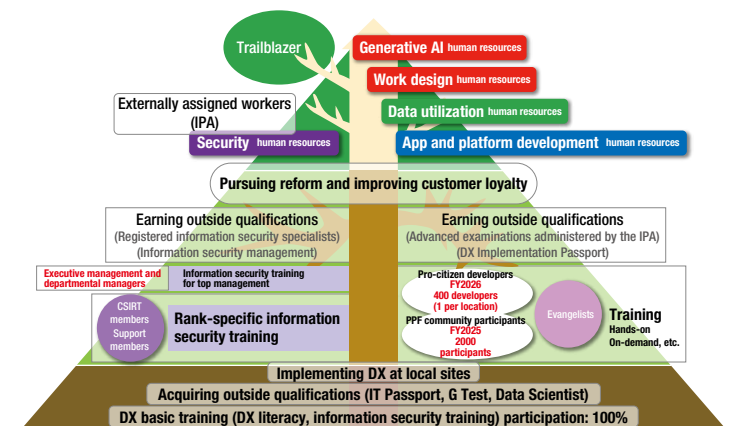 Trailblazer
Generative AI human resources
Work design human resources
Data utilization human resources
Externally assigned workers
(IPA)
Security human resources
App and platform development human resources
Pursuing reform and improving customer loyalty
Earning outside qualifications
(Registered information security specialists)
(Information security management)
Earning outside qualifications
(Advanced examinations administered by the IPA)
(DX Implementation Passport)
Executive management and
departmental managers
Information security training
for top management
CSIRT
members
Support
members
Rank-specific information
security training
Pro-citizen developers
FY2026
400 developers
(1 per location)
PPF community participants
FY2025
2000
participants
Evangelists
Training
Hands-on
On-demand, etc.
Implementing DX at local sites
Acquiring outside qualifications (IT Passport, G Test, Data Scientist)
DX basic training (DX literacy, information security training) participation: 100%